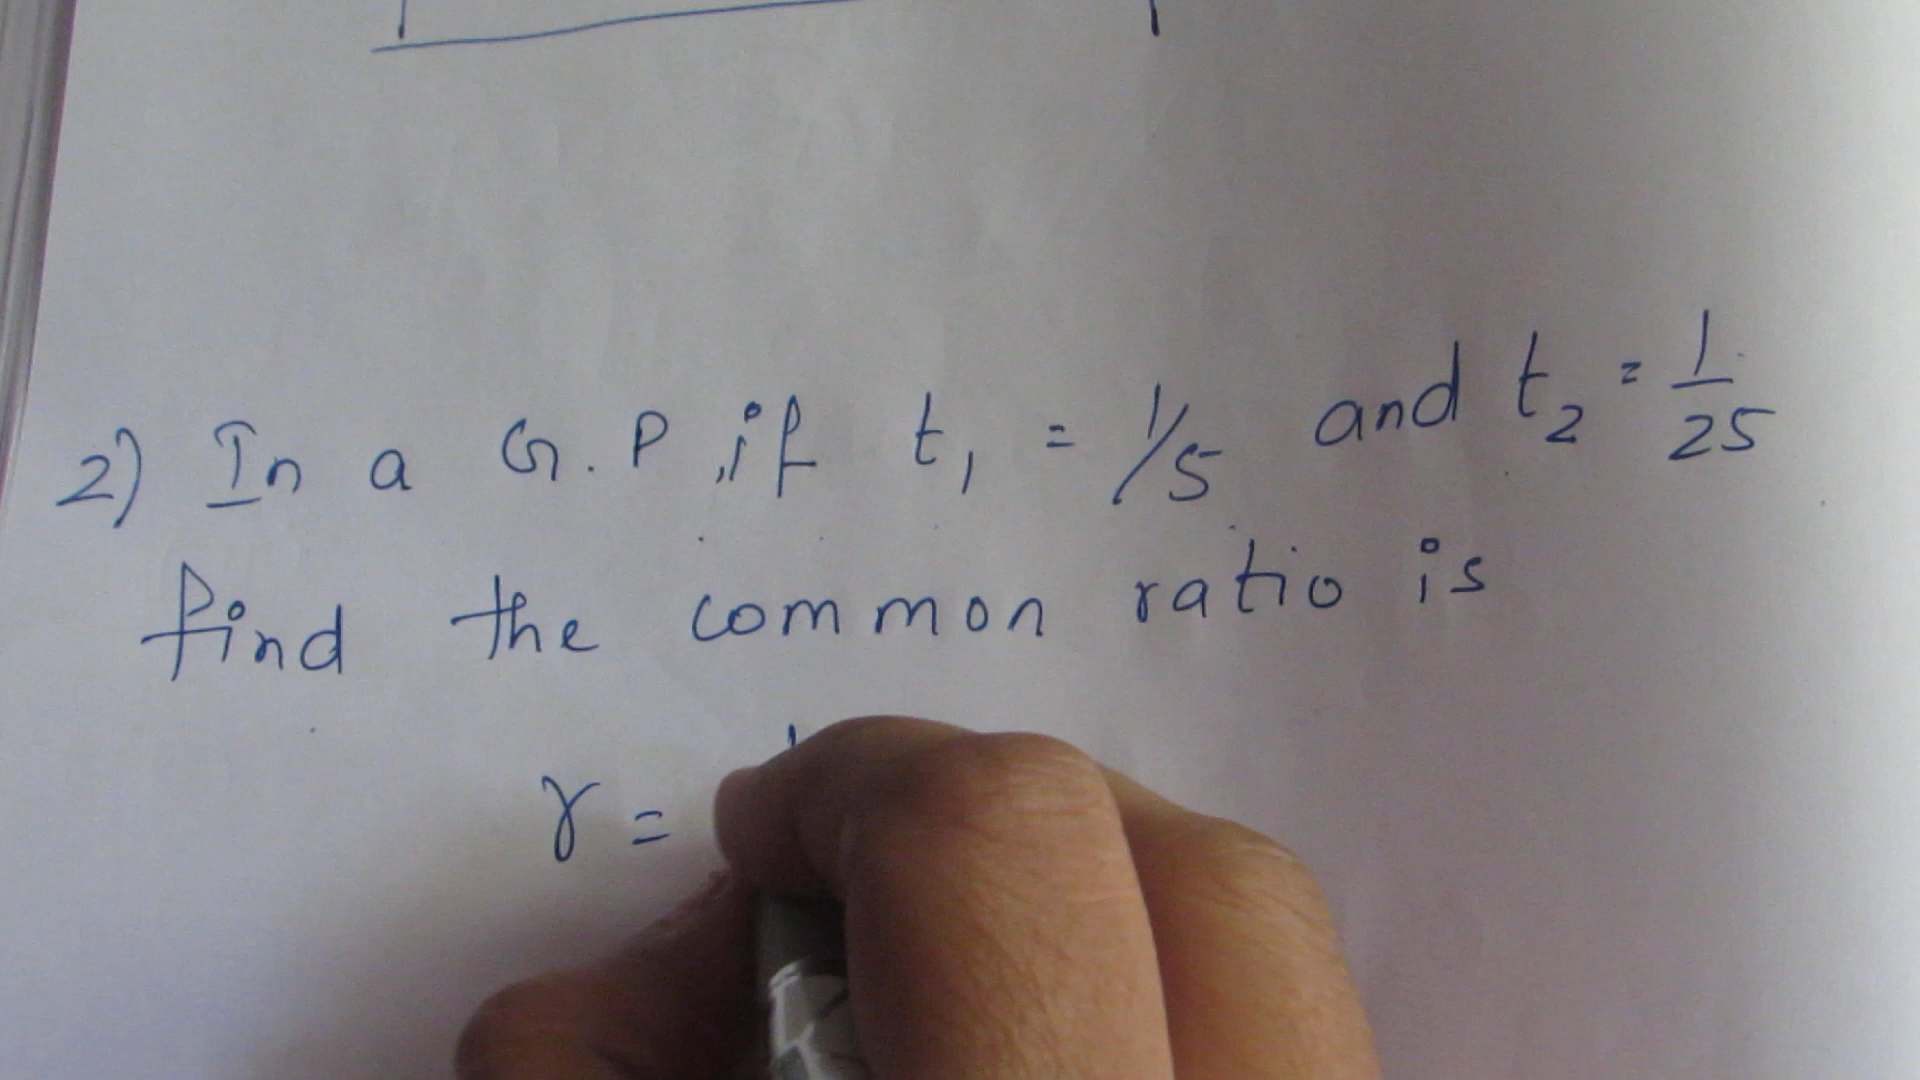 2) In a G.P, if t₁ = 1/5 and t₂ = 1/25
find the common ratio is
r =